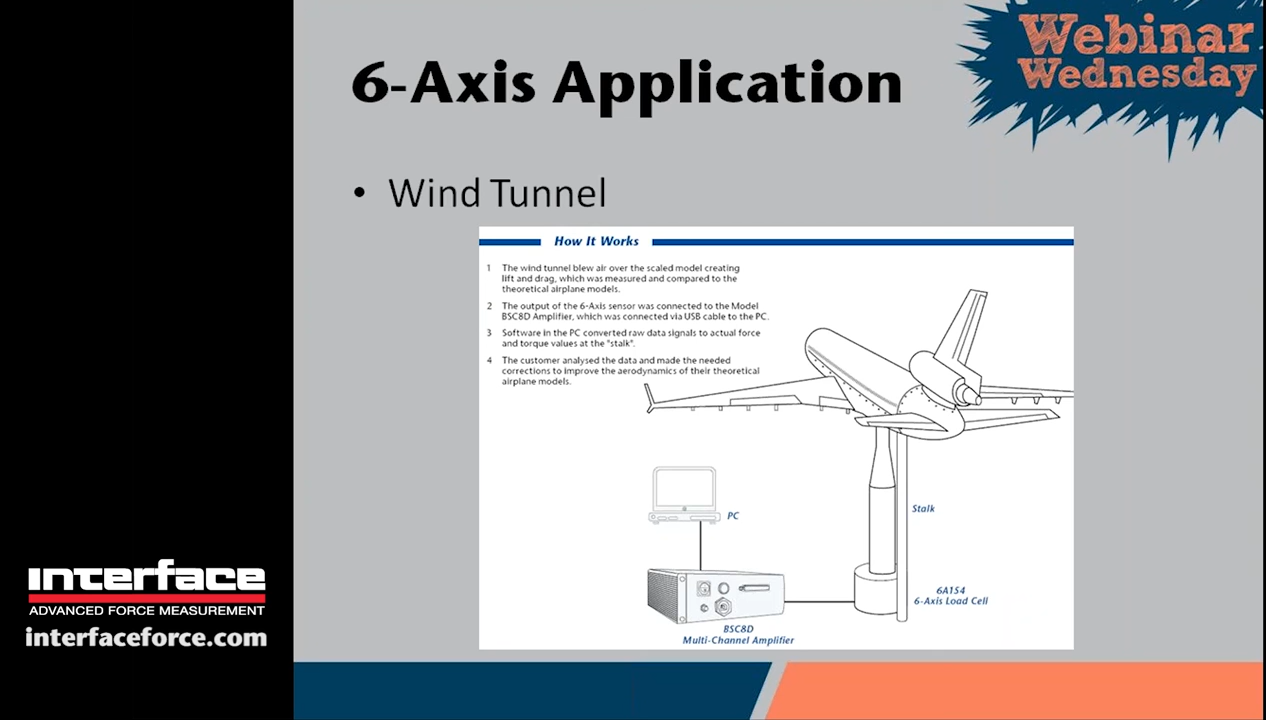 6-Axis Application
Webinar
Wednesday
• Wind Tunnel
How It Works
1 The wind tunnel blew air over the scaled model creating
lift and drag, which was measured and compared to the
theoretical airplane models.
2 The output of the 6-Axis sensor was connected to the Model
BSC8D Amplifier, which was connected via USB cable to the PC.
3 Software in the PC converted raw data signals to actual force
and torque values at the "stalk".
4 The customer analysed the data and made the needed
corrections to improve the aerodynamics of their theoretical
airplane models.
PC
Stalk
6A154
6-Axis Load Cell
BSC8D
Multi-Channel Amplifier
interface
ADVANCED FORCE MEASUREMENT
interfaceforce.com